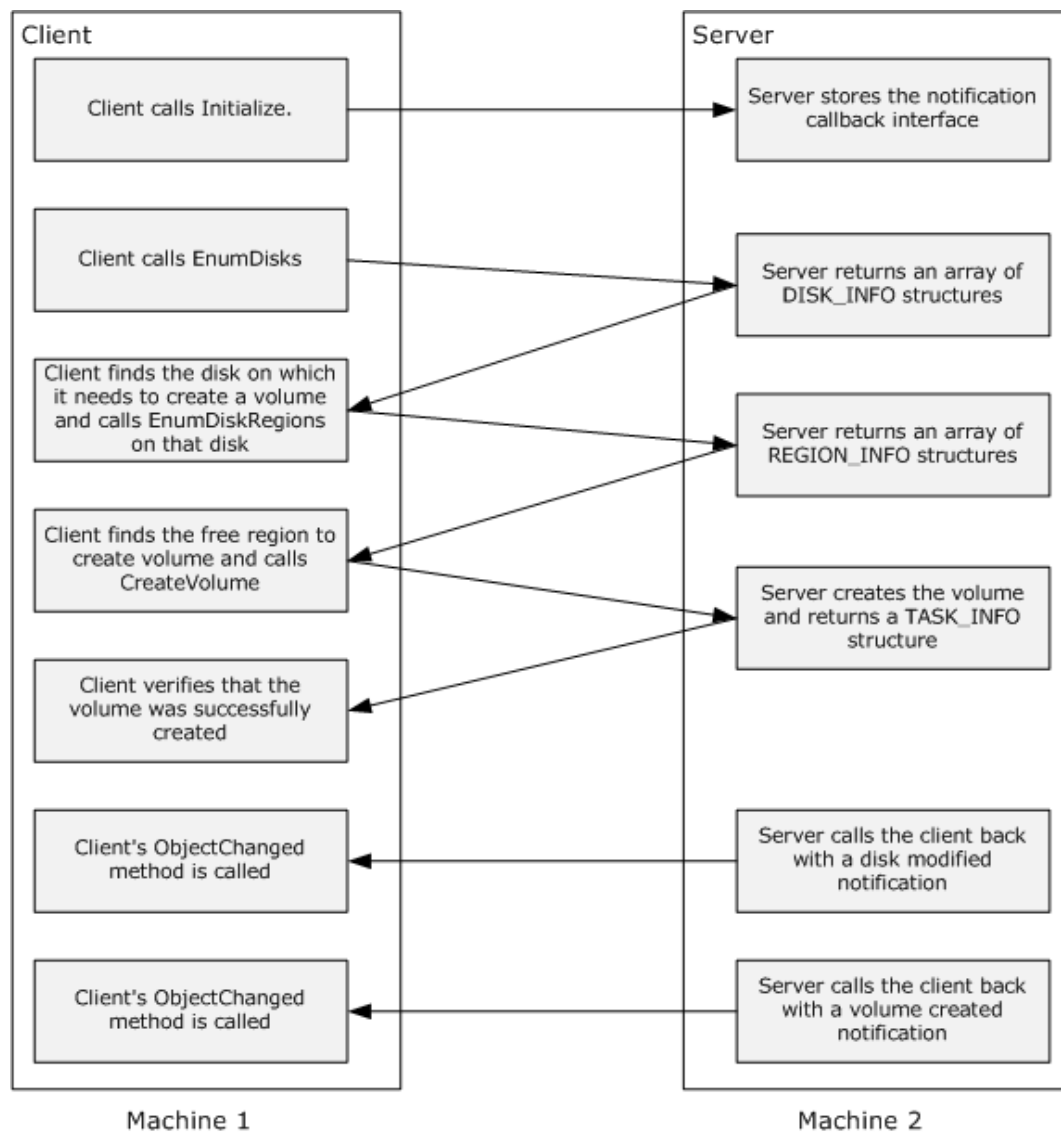 Client
Client calls Initialize.
Client calls EnumDisks
Client finds the disk on which
it needs to create a volume
and calls EnumDiskRegions
on that disk
Client finds the free region to
create volume and calls
CreateVolume
Client verifies that the
volume was successfully
created
Client's ObjectChanged
method is called
Client's ObjectChanged
method is called
Machine 1
Server
Server stores the notification
callback interface
Server returns an array of
DISK_INFO structures
Server returns an array of
REGION_INFO structures
Server creates the volume
and returns a TASK_INFO
structure
Server calls the client back
with a disk modified
notification
Server calls the client back
with a volume created
notification
Machine 2